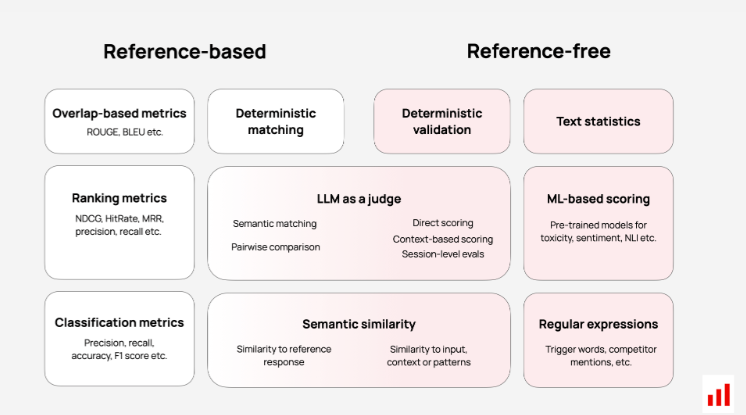 Reference-based
Reference-free
Overlap-based metrics
ROUGE, BLEU etc.
Deterministic
matching
Deterministic
validation
Text statistics
Ranking metrics
NDCG, HitRate, MRR,
precision, recall etc.
LLM as a judge
Semantic matching
Pairwise comparison
Direct scoring
Context-based scoring
Session-level evals
ML-based scoring
Pre-trained models for
toxicity, sentiment, NLI etc.
Classification metrics
Precision, recall,
accuracy, F1 score etc.
Semantic similarity
Similarity to reference
response
Similarity to input,
context or patterns
Regular expressions
Trigger words, competitor
mentions, etc.